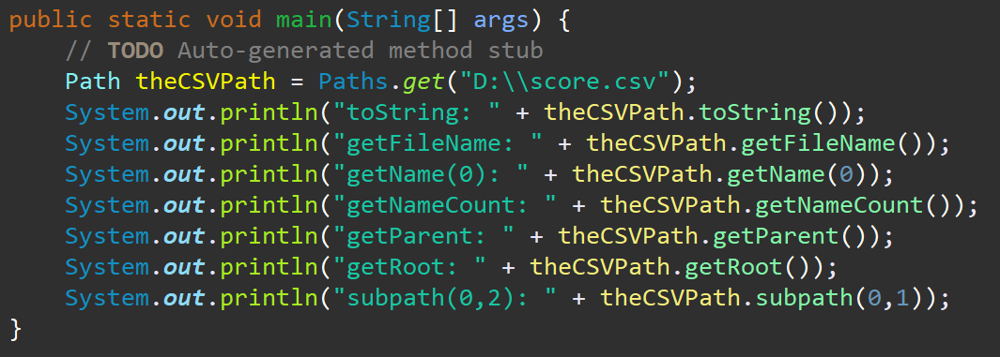 public static void main(String[] args) {
    // TODO Auto-generated method stub
    Path theCSVPath = Paths.get("D:\\score.csv");
    System.out.println("toString: " + theCSVPath.toString());
    System.out.println("getFileName: " + theCSVPath.getFileName());
    System.out.println("getName(0): " + theCSVPath.getName(0));
    System.out.println("getNameCount: " + theCSVPath.getNameCount());
    System.out.println("getParent: " + theCSVPath.getParent());
    System.out.println("getRoot: " + theCSVPath.getRoot());
    System.out.println("subpath(0,2): " + theCSVPath.subpath(0,1));
}